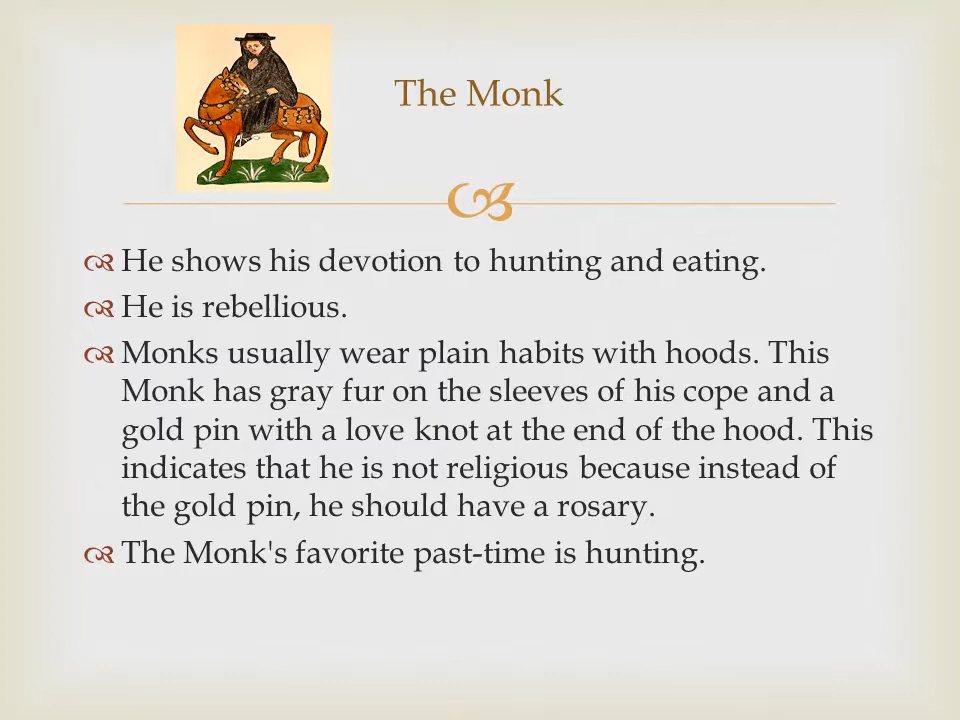 The Monk
He shows his devotion to hunting and eating.
He is rebellious.
Monks usually wear plain habits with hoods. This
Monk has gray fur on the sleeves of his cope and a
gold pin with a love knot at the end of the hood. This
indicates that he is not religious because instead of
the gold pin, he should have a rosary.
The Monk's favorite past-time is hunting.